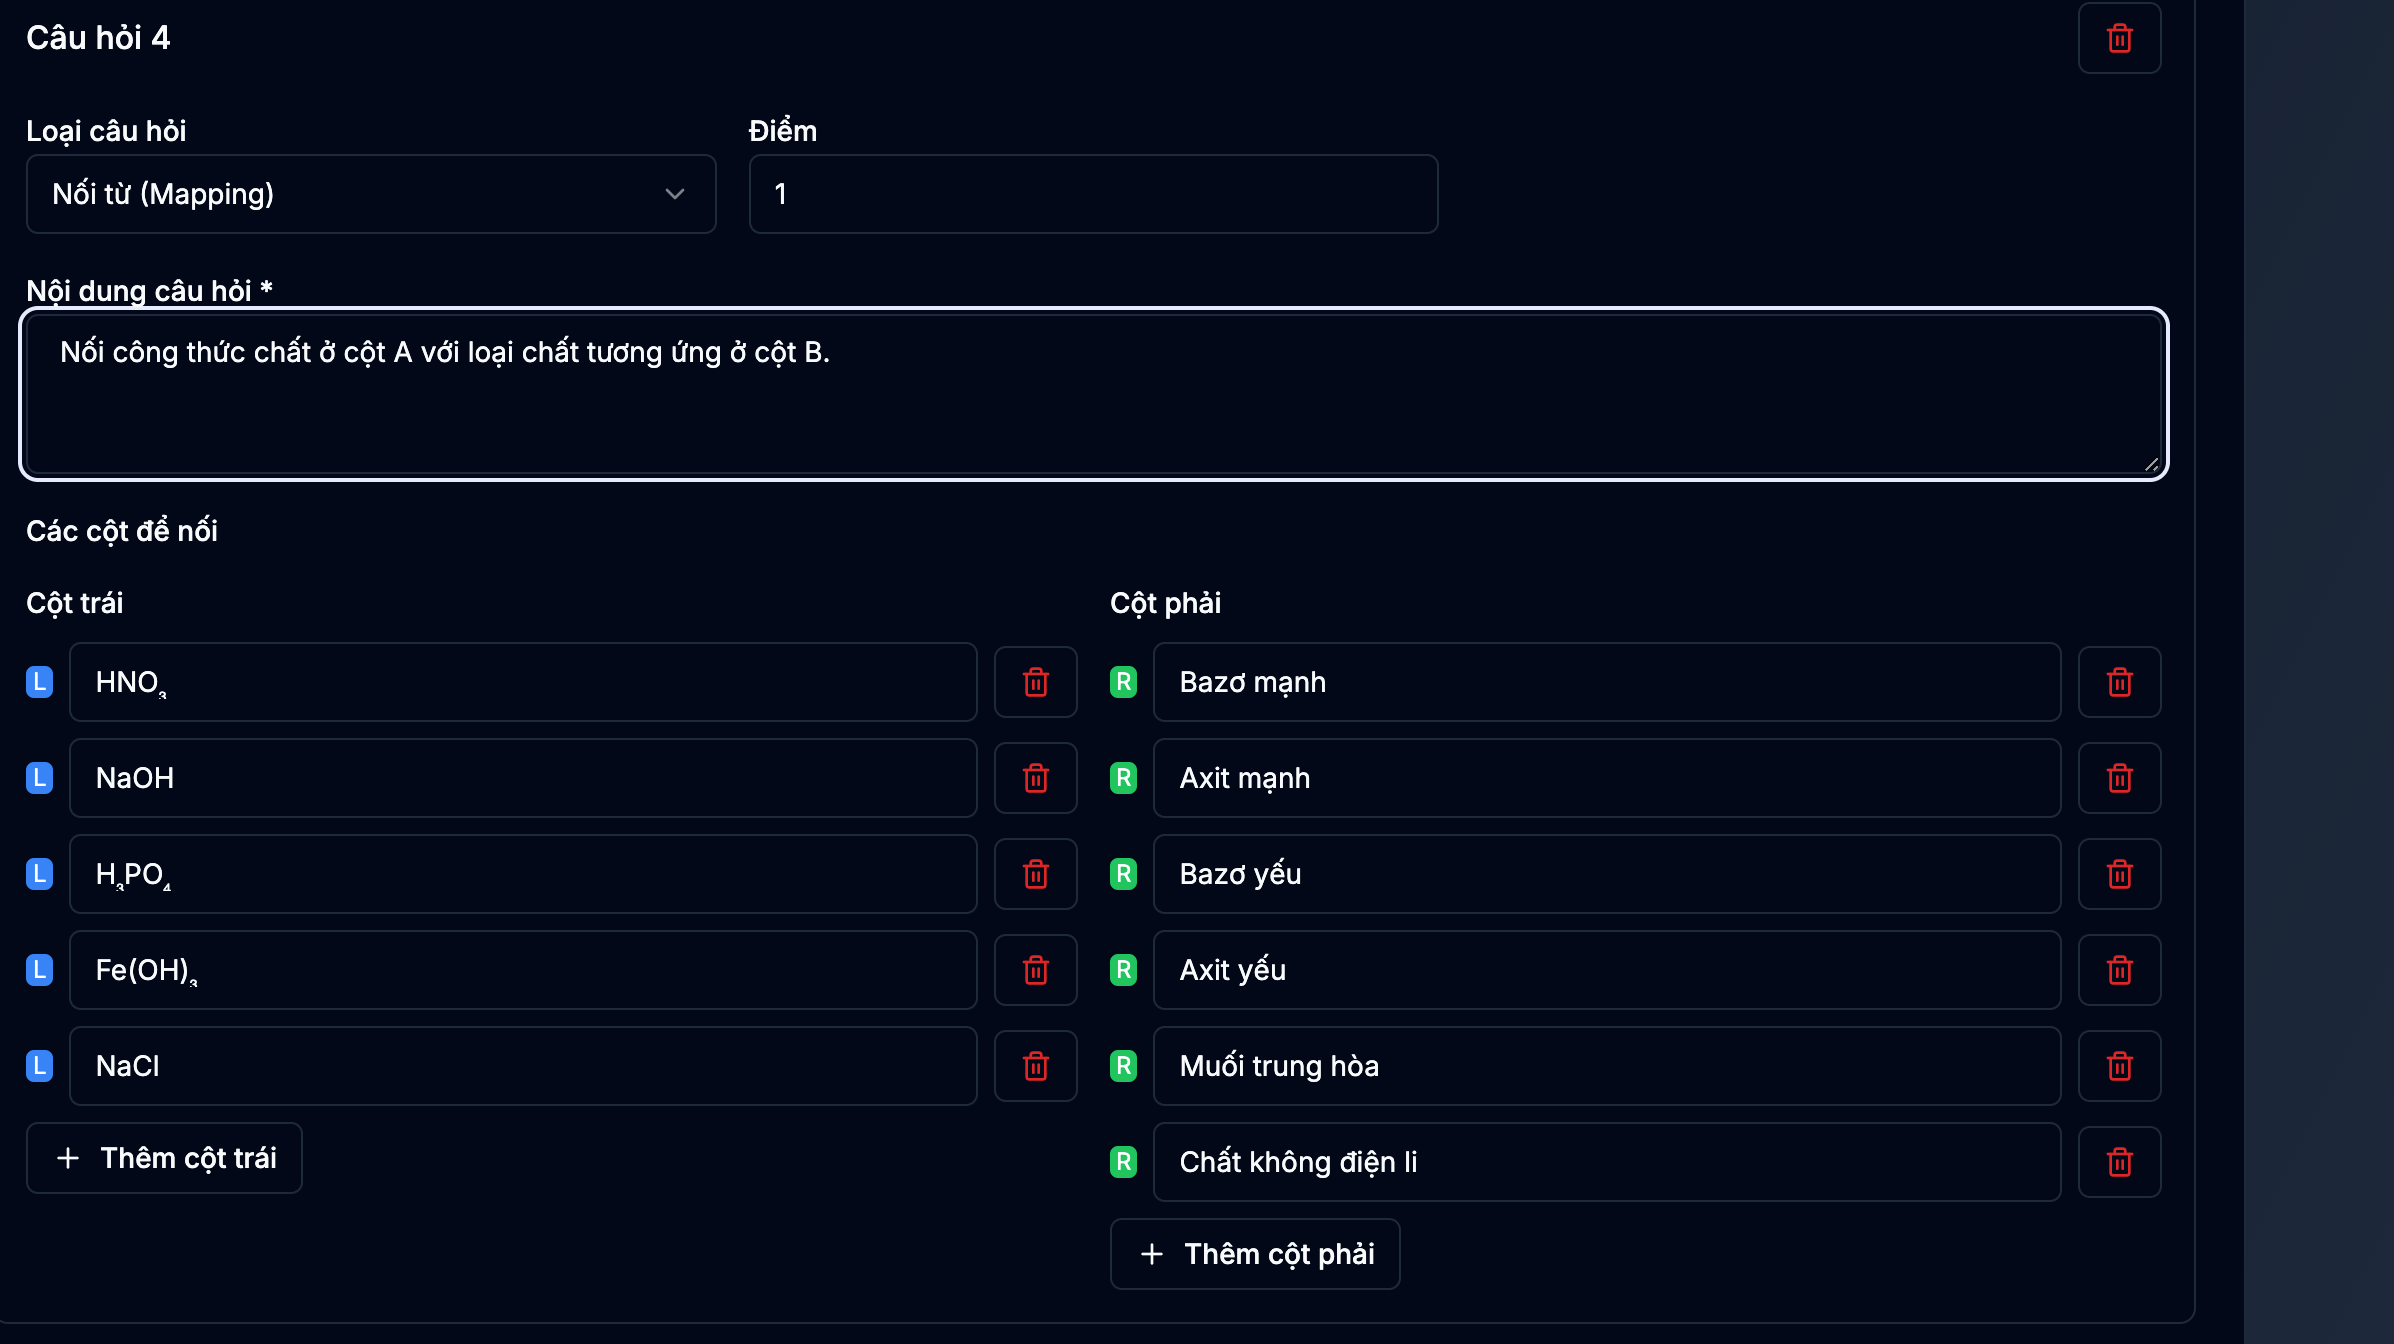 Câu hỏi 4
Loại câu hỏi
Điểm
Nối từ (Mapping)
1
Nội dung câu hỏi *
Nối công thức chất ở cột A với loại chất tương ứng ở cột B.
Các cột để nối
Cột trái
L HNO₃
L NaOH
L H₃PO₄
L Fe(OH)₃
L NaCl
+ Thêm cột trái
Cột phải
R Bazơ mạnh
R Axit mạnh
R Bazơ yếu
R Axit yếu
R Muối trung hòa
R Chất không điện li
+ Thêm cột phải